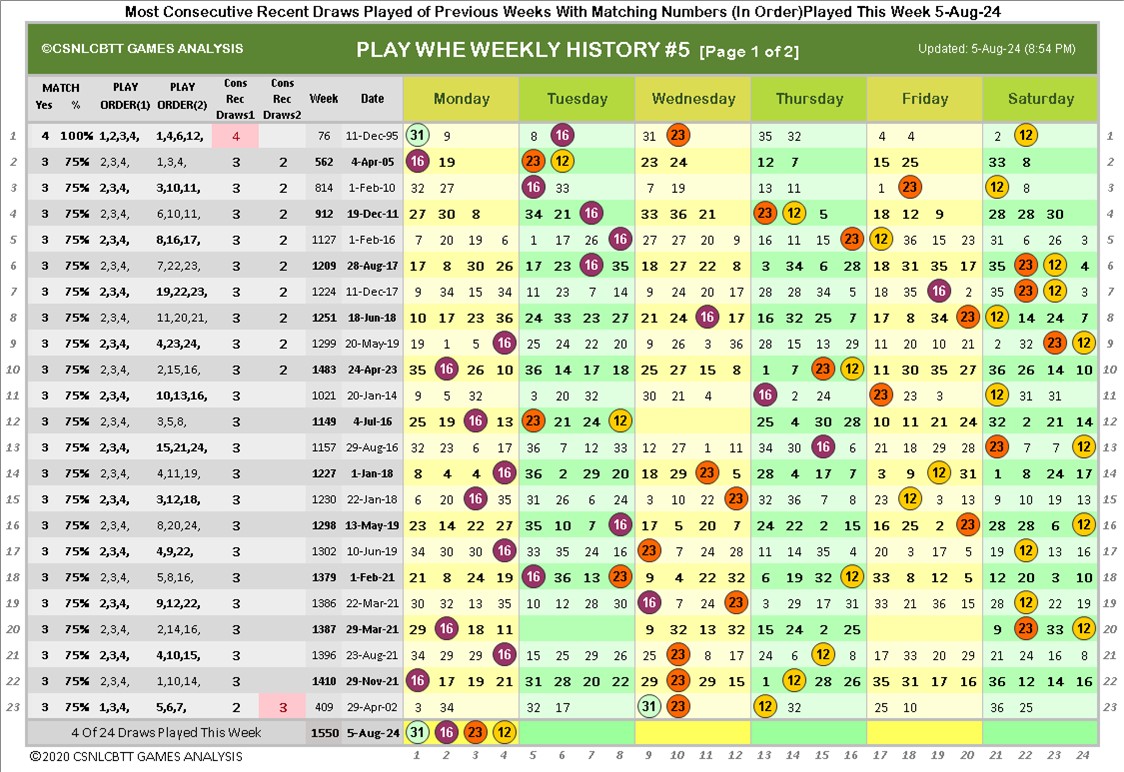 Most Consecutive Recent Draws Played of Previous Weeks With Matching Numbers (In Order)Played This Week 5-Aug-24
©CSNLCBTT GAMES ANALYSIS PLAY WHE WEEKLY HISTORY #5 [Page 1 of 2] Updated: 5-Aug-24 (8:54 PM)
MATCH PLAY PLAY Cons Cons Week Date Monday Tuesday Wednesday Thursday Friday Saturday
Yes % ORDER(1) ORDER(2) Rec Rec
Draws1 Draws2
1 4 100% 1,2,3,4, 1,4,6,12, 4 76 11-Dec-95 31 9 8 16 31 23 35 32 4 4 2 12 1
2 3 75% 2,3,4, 1,3,4, 3 2 562 4-Apr-05 16 19 23 12 23 24 12 7 15 25 33 8 2
3 3 75% 2,3,4, 3,10,11, 3 2 814 1-Feb-10 32 27 16 33 7 19 13 11 1 23 12 8 3
4 3 75% 2,3,4, 6,10,11, 3 2 912 19-Dec-11 27 30 8 34 21 16 33 36 21 23 12 5 18 12 9 28 28 30 4
5 3 75% 2,3,4, 8,16,17, 3 2 1127 1-Feb-16 7 20 19 6 1 17 26 16 27 27 20 9 16 11 15 23 12 36 15 23 31 6 26 3 5
6 3 75% 2,3,4, 7,22,23, 3 2 1209 28-Aug-17 17 8 30 26 17 23 16 35 18 27 22 8 3 34 6 28 18 31 35 17 35 23 12 4 6
7 3 75% 2,3,4, 19,22,23, 3 2 1224 11-Dec-17 9 34 15 34 11 23 7 14 9 24 20 17 28 28 34 5 18 35 16 2 35 23 12 3 7
8 3 75% 2,3,4, 11,20,21, 3 2 1251 18-Jun-18 10 17 23 36 24 33 23 27 21 24 16 17 16 32 25 7 17 8 34 23 12 14 24 7 8
9 3 75% 2,3,4, 4,23,24, 3 2 1299 20-May-19 19 1 5 16 25 24 22 20 9 26 3 36 28 15 13 29 11 20 10 21 2 32 23 12 9
10 3 75% 2,3,4, 2,15,16, 3 2 1483 24-Apr-23 35 16 26 10 36 14 17 18 25 27 15 8 1 7 23 12 11 30 35 27 36 26 14 10 10
11 3 75% 2,3,4, 10,13,16, 3 1021 20-Jan-14 9 5 32 3 20 32 30 21 4 16 2 24 23 23 3 12 31 31 11
12 3 75% 2,3,4, 3,5,8, 3 1149 4-Jul-16 25 19 16 13 23 21 24 12 25 4 30 28 10 11 21 24 32 2 21 14 12
13 3 75% 2,3,4, 15,21,24, 3 1157 29-Aug-16 32 23 6 17 36 7 12 33 12 27 1 11 34 30 16 6 21 18 29 28 23 7 7 12 13
14 3 75% 2,3,4, 4,11,19, 3 1227 1-Jan-18 8 4 4 16 36 2 29 20 18 29 23 5 28 4 17 7 3 9 12 31 1 8 24 17 14
15 3 75% 2,3,4, 3,12,18, 3 1230 22-Jan-18 6 20 16 35 31 26 6 24 3 10 22 23 32 36 7 8 23 12 3 13 9 10 19 13 15
16 3 75% 2,3,4, 8,20,24, 3 1298 13-May-19 23 14 22 27 35 10 7 16 17 5 20 7 24 22 2 15 16 25 2 23 28 28 6 12 16
17 3 75% 2,3,4, 4,9,22, 3 1302 10-Jun-19 34 30 30 16 33 35 24 16 23 7 24 28 11 14 35 4 20 3 17 5 19 12 13 16 17
18 3 75% 2,3,4, 5,8,16, 3 1379 1-Feb-21 21 8 24 19 16 36 13 23 9 4 22 32 6 19 32 12 33 8 12 5 12 20 3 10 18
19 3 75% 2,3,4, 9,12,22, 3 1386 22-Mar-21 30 32 13 35 10 12 28 30 16 7 24 23 3 29 17 31 33 21 36 15 28 12 22 19 19
20 3 75% 2,3,4, 2,14,16, 3 1387 29-Mar-21 29 16 18 11 9 32 13 32 15 24 2 25 9 23 33 12 20
21 3 75% 2,3,4, 4,10,15, 3 1396 23-Aug-21 34 29 29 16 15 25 29 26 25 23 8 17 24 6 12 8 17 33 20 29 21 24 16 8 21
22 3 75% 2,3,4, 1,10,14, 3 1410 29-Nov-21 16 17 19 21 31 28 20 22 29 23 29 15 1 12 28 26 35 31 17 16 36 12 14 16 22
23 3 75% 1,3,4, 5,6,7, 2 3 409 29-Apr-02 3 34 32 17 31 23 12 32 10 25 36 25 23
4 Of 24 Draws Played This Week 1550 5-Aug-24 31 16 23 12
©2020 CSNLCBTT GAMES ANALYSIS 1 2 3 4 5 6 7 8 9 10 11 12 13 14 15 16 17 18 19 20 21 22 23 24